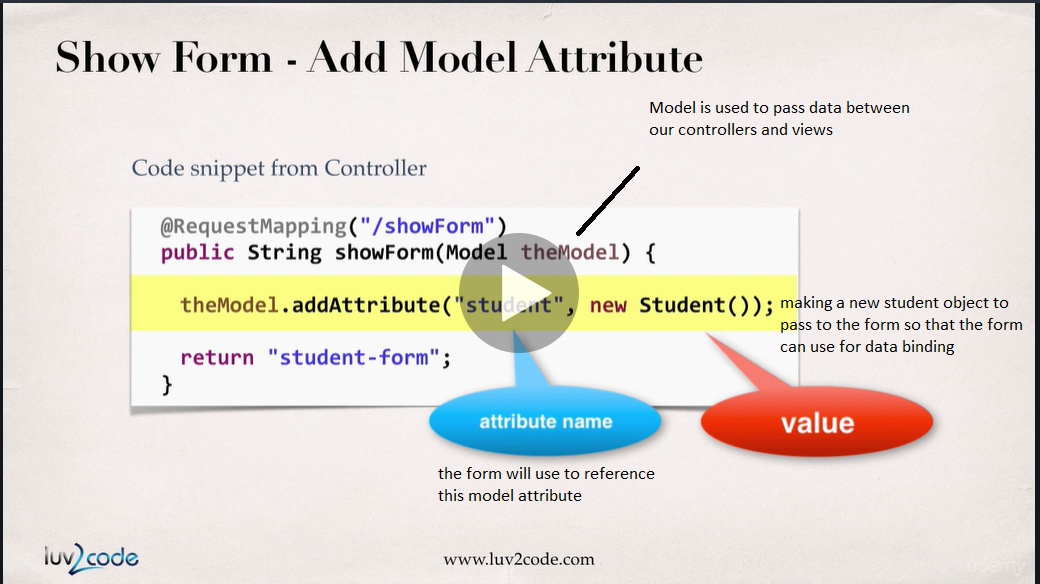 Show Form - Add Model Attribute
Model is used to pass data between
our controllers and views
Code snippet from Controller
@RequestMapping("/showForm")
public String showForm(Model theModel) {
theModel.addAttribute("student", new Student());
making a new student object to
pass to the form so that the form
can use for data binding
return "student-form";
}
attribute name
value
the form will use to reference
this model attribute
luv2code
www.luv2code.com
udemy